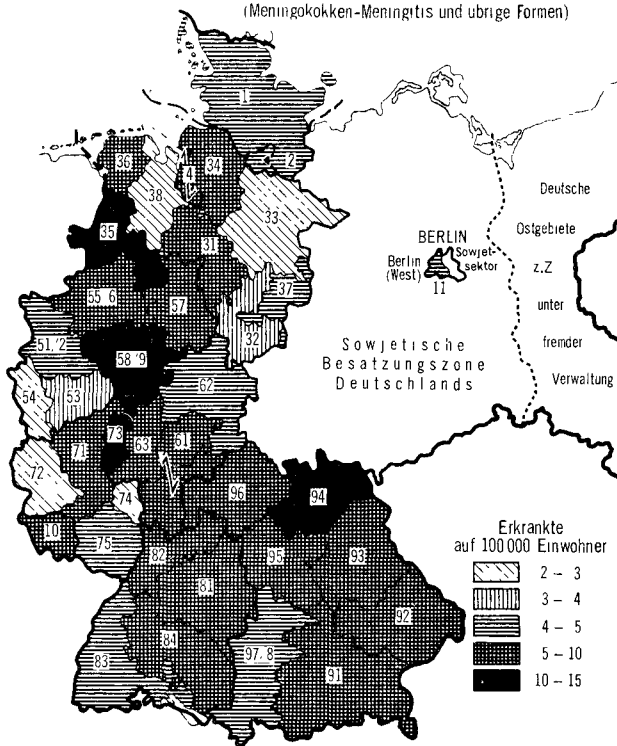 (Meningokokken-Meningitis und ubrige Formen)
1
2
36
4
34
38
33
35
31
Deutsche
Ostgebiete
z.Z
unter
fremder
Verwaltung
BERLIN
Berlin
(West)
Sowjet-
sektor
11
37
55 6
57
32
51,'2
58 '9
62
Sowjetische
Besatzungszone
Deutschlands
54
53
73
63
61
71
72
74
96
94
10
75
82
95
93
81
92
84
83
97,8
91
Erkrankte
auf 100 000 Einwohner
2 – 3
3 – 4
4 – 5
5 – 10
10 – 15